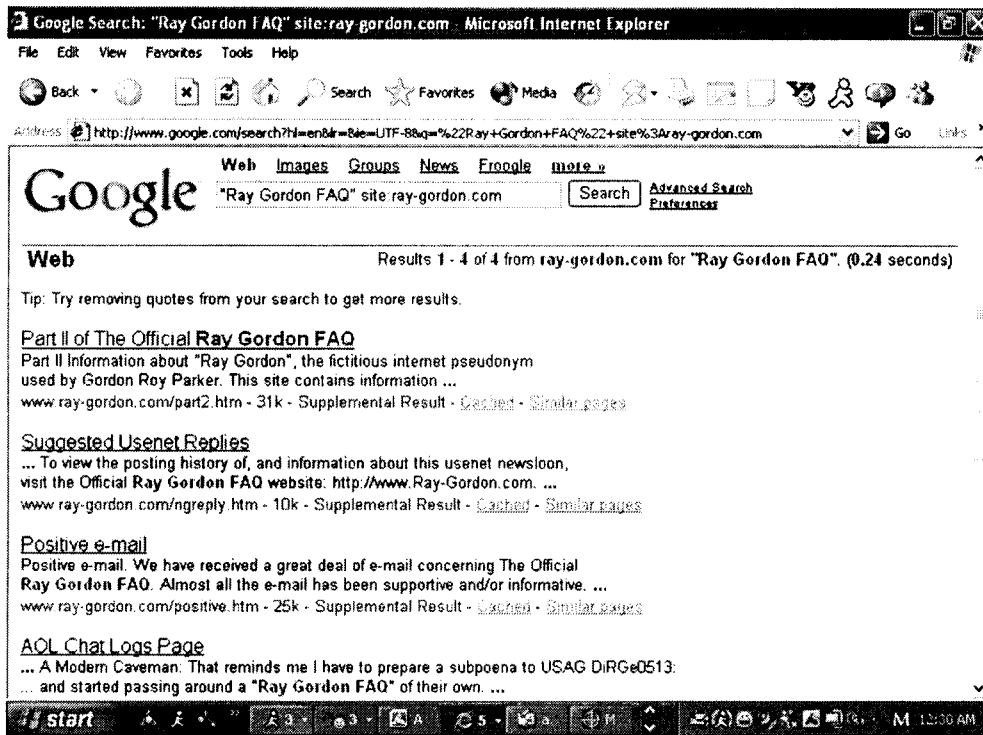 Google Search: "Ray Gordon FAQ" site:ray-gordon.com - Microsoft Internet Explorer
File Edit View Favorites Tools Help
Back Search Favorites Media
Address http://www.google.com/search?hl=en&lr=&ie=UTF-8&q=%22Ray+Gordon+FAQ%22+site%3Aray-gordon.com Go Links
Web Images Groups News Froogle more »
Google "Ray Gordon FAQ" site:ray-gordon.com Search Advanced Search
Preferences
Web Results 1 - 4 of 4 from ray-gordon.com for "Ray Gordon FAQ". (0.24 seconds)
Tip: Try removing quotes from your search to get more results.
Part II of The Official Ray Gordon FAQ
Part II Information about "Ray Gordon", the fictitious internet pseudonym
used by Gordon Roy Parker. This site contains information ...
www.ray-gordon.com/part2.htm - 31k - Supplemental Result - Cached - Similar pages
Suggested Usenet Replies
... To view the posting history of, and information about this usenet newsloon,
visit the Official Ray Gordon FAQ website: http://www.Ray-Gordon.com. ...
www.ray-gordon.com/ngreply.htm - 10k - Supplemental Result - Cached - Similar pages
Positive e-mail
Positive e-mail. We have received a great deal of e-mail concerning The Official
Ray Gordon FAQ. Almost all the e-mail has been supportive and/or informative. ...
www.ray-gordon.com/positive.htm - 25k - Supplemental Result - Cached - Similar pages
AOL Chat Logs Page
... A Modern Caveman: That reminds me I have to prepare a subpoena to USAG DiRGe0513:
... and started passing around a "Ray Gordon FAQ" of their own. ...
start 3 3 A 5 a M M 12:30 AM